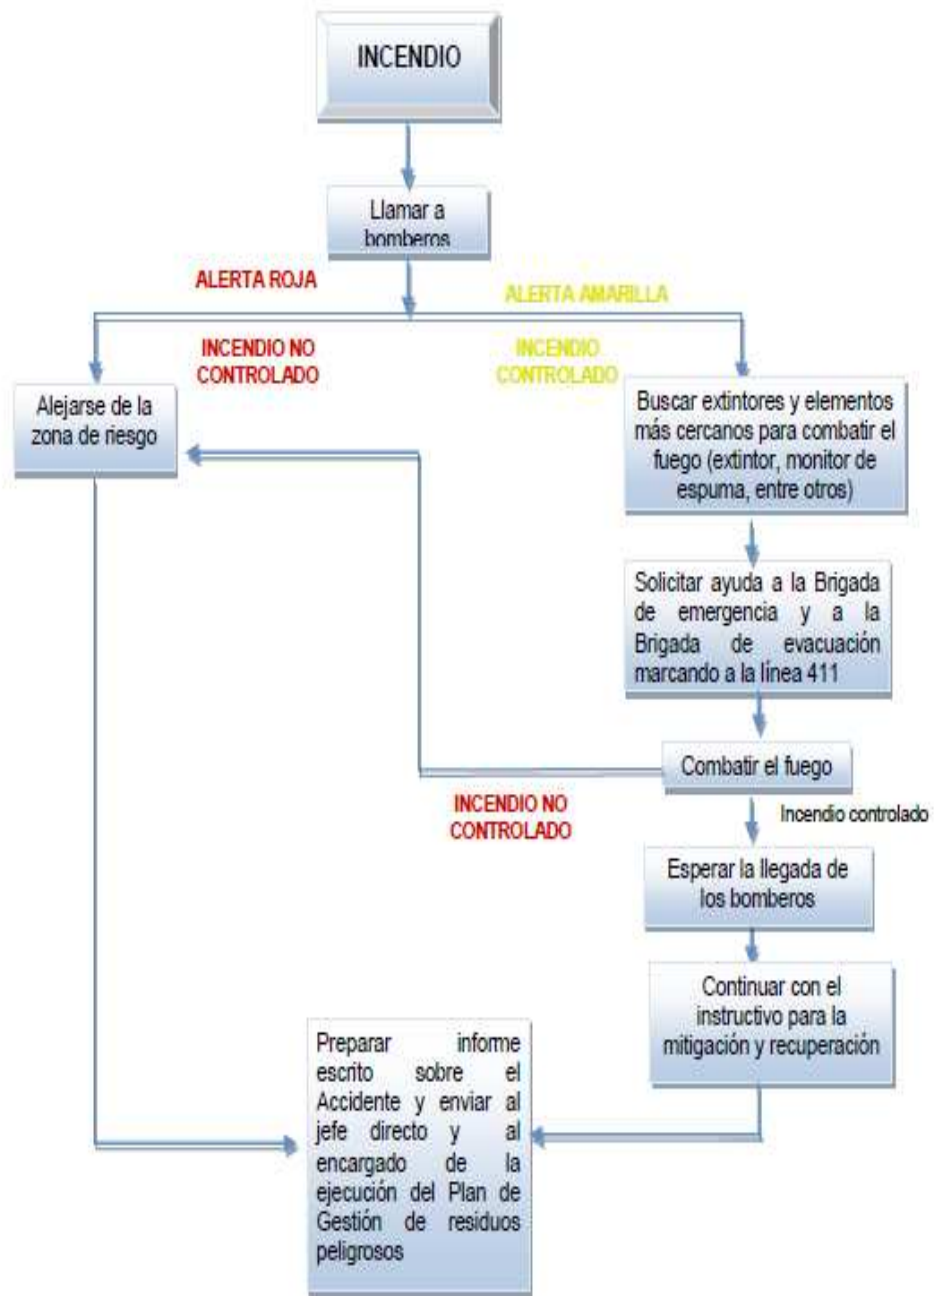 INCENDIO
Llamar a
bomberos
ALERTA ROJA
ALERTA AMARILLA
INCENDIO NO
CONTROLADO
INCENDIO
CONTROLADO
Alejarse de la
zona de riesgo
Buscar extintores y elementos
más cercanos para combatir el
fuego (extintor, monitor de
espuma, entre otros)
Solicitar ayuda a la Brigada
de emergencia y a la
Brigada de evacuación
marcando a la línea 411
Combatir el fuego
INCENDIO NO
CONTROLADO
Incendio controlado
Esperar la llegada de
los bomberos
Continuar con el
instructivo para la
mitigación y recuperación
Preparar informe
escrito sobre el
Accidente y enviar al
jefe directo y al
encargado de la
ejecución del Plan de
Gestión de residuos
peligrosos